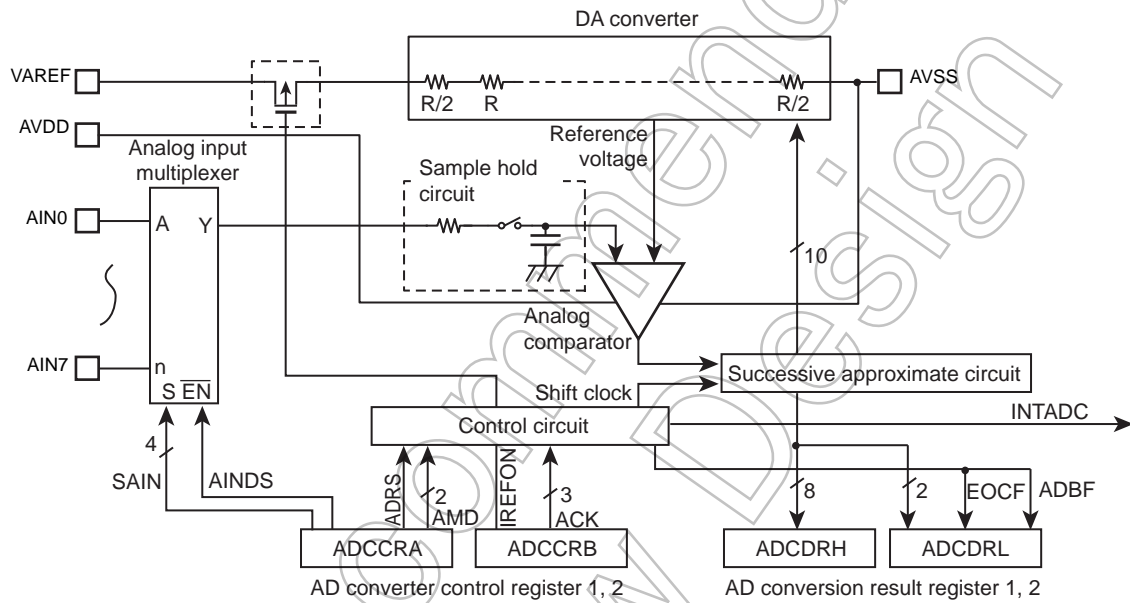 DA converter
VAREF
AVSS
R/2
R
R/2
AVDD
Reference
voltage
Analog input
multiplexer
Sample hold
circuit
AIN0
A
Y
10
Analog
comparator
AIN7
n
S EN
Successive approximate circuit
Shift clock
INTADC
Control circuit
4
SAIN
AINDS
ADRS
2
AMD
IREFON
3
ACK
8
2
EOCF
ADBF
ADCCRA
ADCCRB
ADCDRH
ADCDRL
AD converter control register 1, 2
AD conversion result register 1, 2
commend
w Design